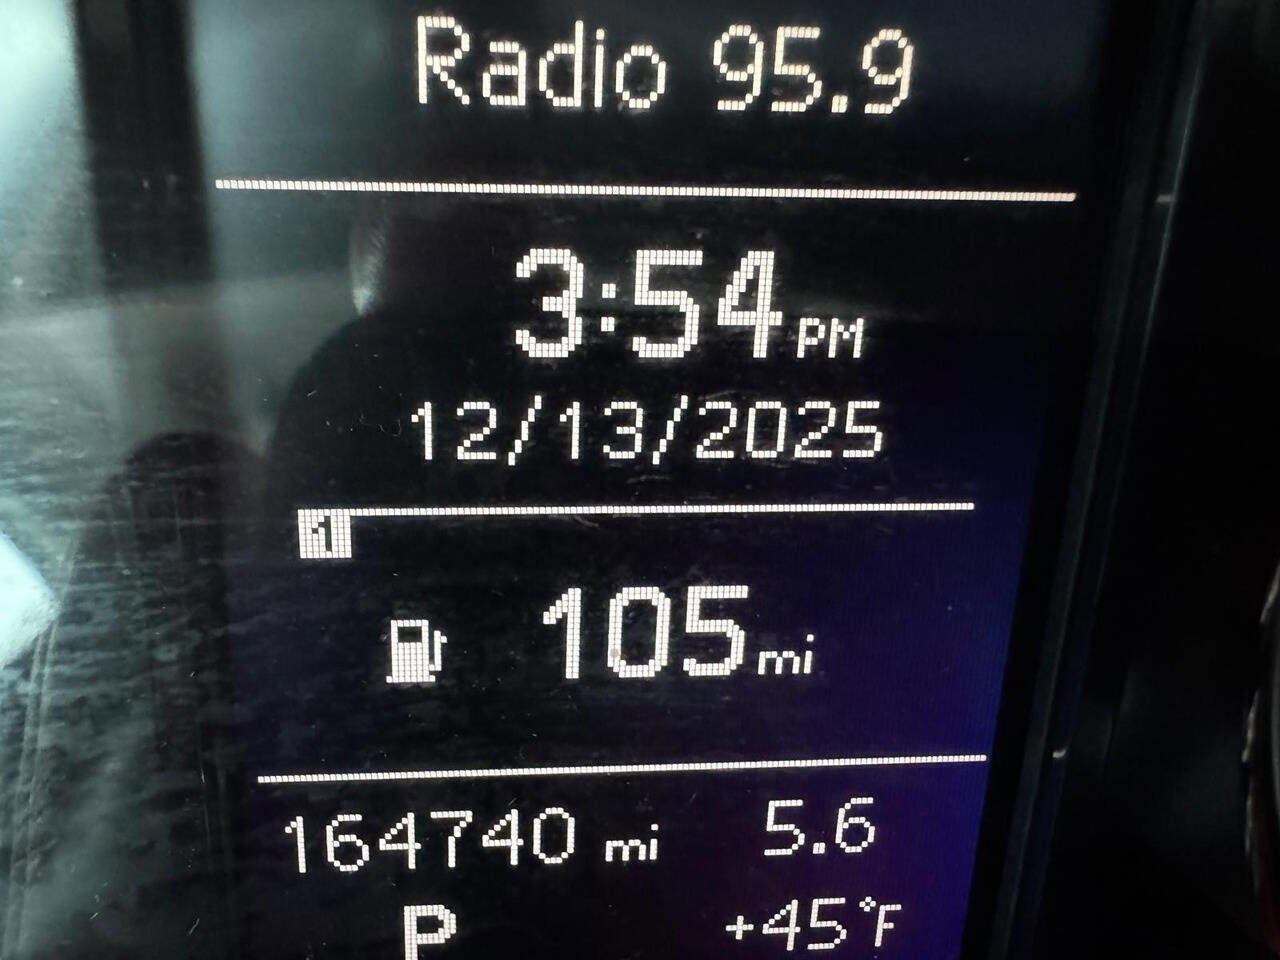 Radio 95.9
3:54 PM
12/13/2025
1
105 mi
164740 mi 5.6
P +45°F